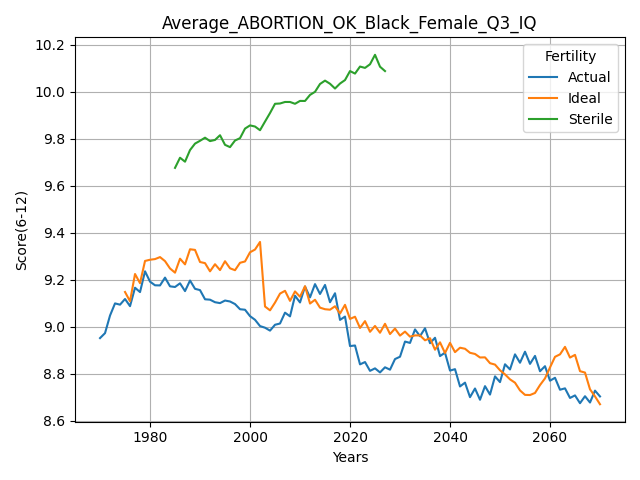 Average_ABORTION_OK_Black_Female_Q3_IQ
Score(6-12)
10.2
10.0
9.8
9.6
9.4
9.2
9.0
8.8
8.6
Fertility
Actual
Ideal
Sterile
1980 2000 2020 2040 2060
Years